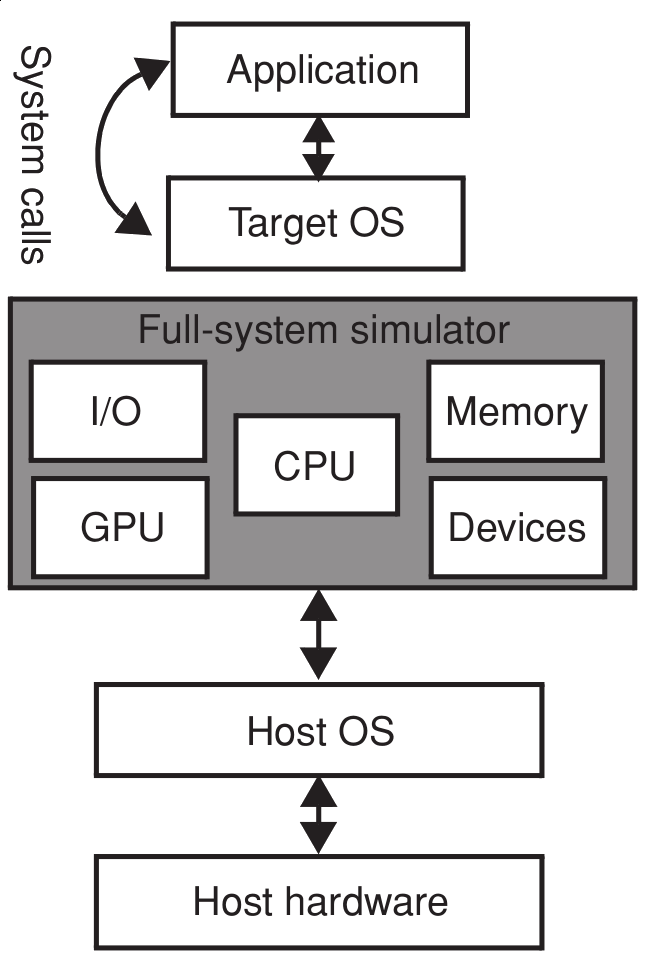 System calls
Application
Target OS
Full-system simulator
I/O
Memory
CPU
GPU
Devices
Host OS
Host hardware